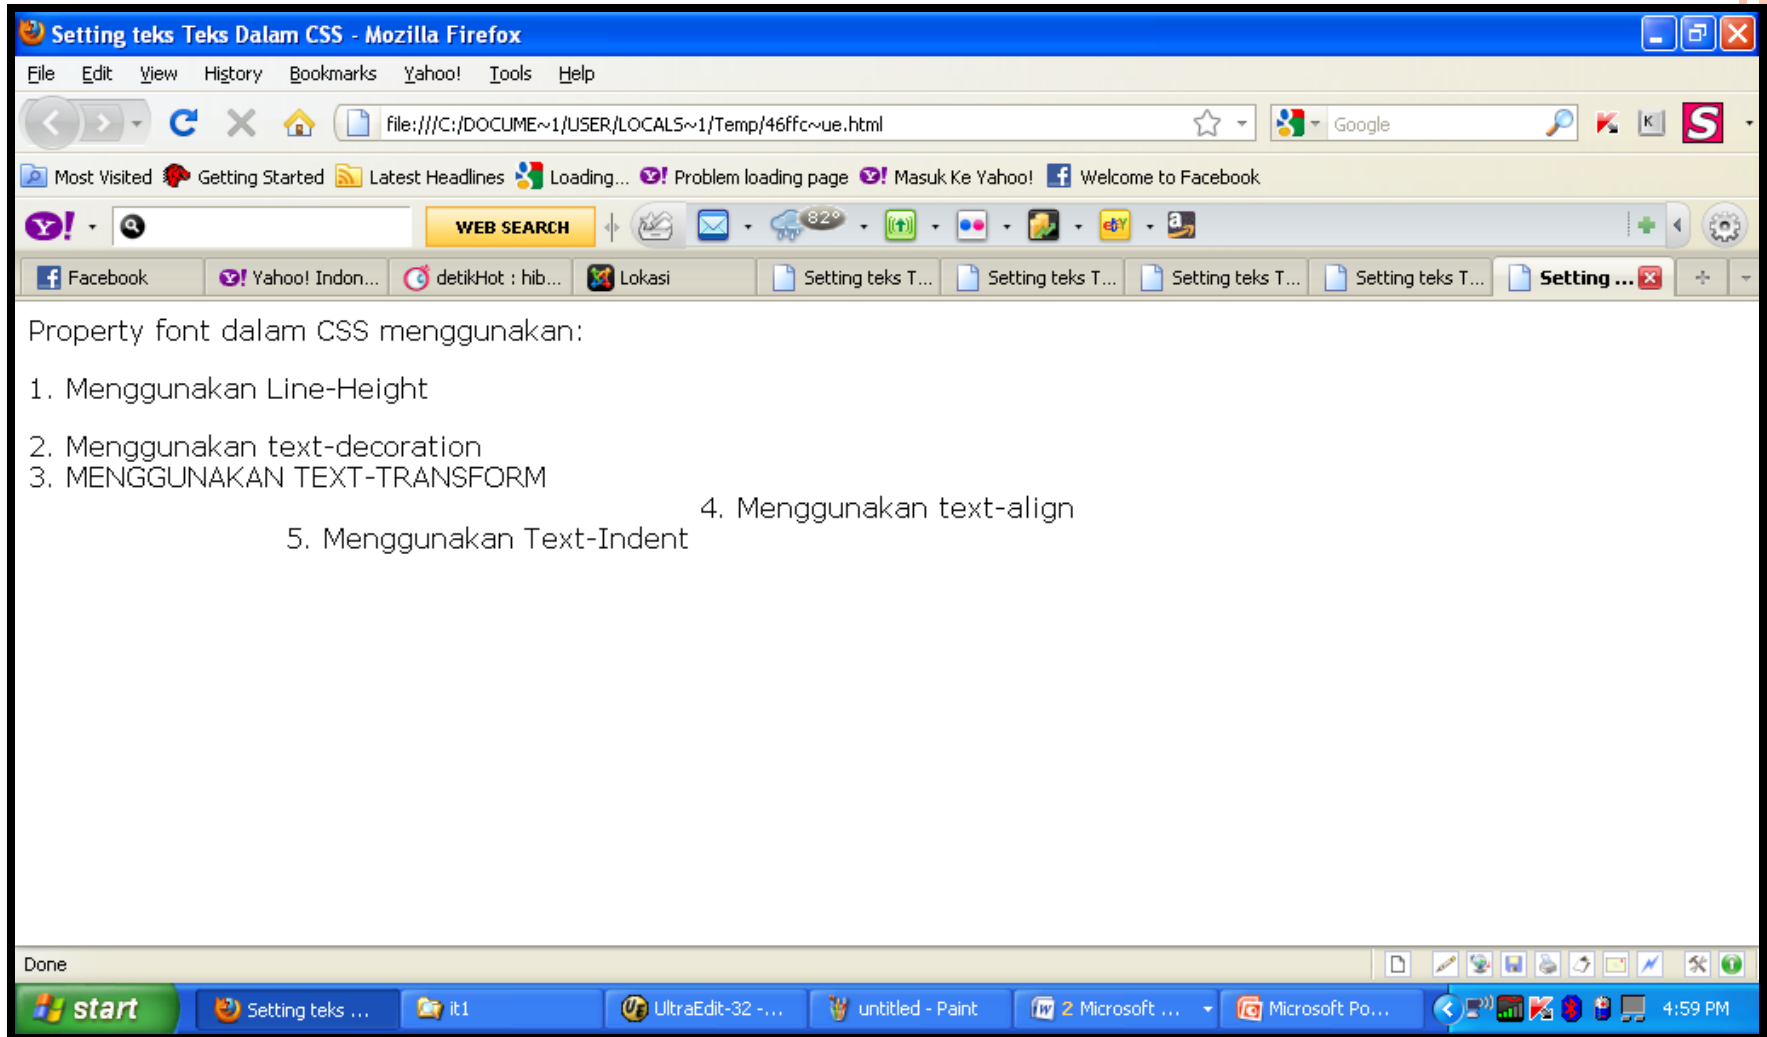 Setting teks Teks Dalam CSS - Mozilla Firefox
File Edit View History Bookmarks Yahoo! Tools Help
file:///C:/DOCUME~1/USER/LOCALS~1/Temp/46ffc~ue.html Google K S
Most Visited Getting Started Latest Headlines Loading... Problem loading page Masuk Ke Yahoo! Welcome to Facebook
Y! WEB SEARCH 82° ebY a
Facebook Yahoo! Indon... detikHot : hib... Lokasi Setting teks T... Setting teks T... Setting teks T... Setting teks T... Setting ...
Property font dalam CSS menggunakan:
1. Menggunakan Line-Height
2. Menggunakan text-decoration
3. MENGGUNAKAN TEXT-TRANSFORM
4. Menggunakan text-align
5. Menggunakan Text-Indent
Done
start Setting teks ... it1 UltraEdit-32 -... untitled - Paint 2 Microsoft ... Microsoft Po... 4:59 PM